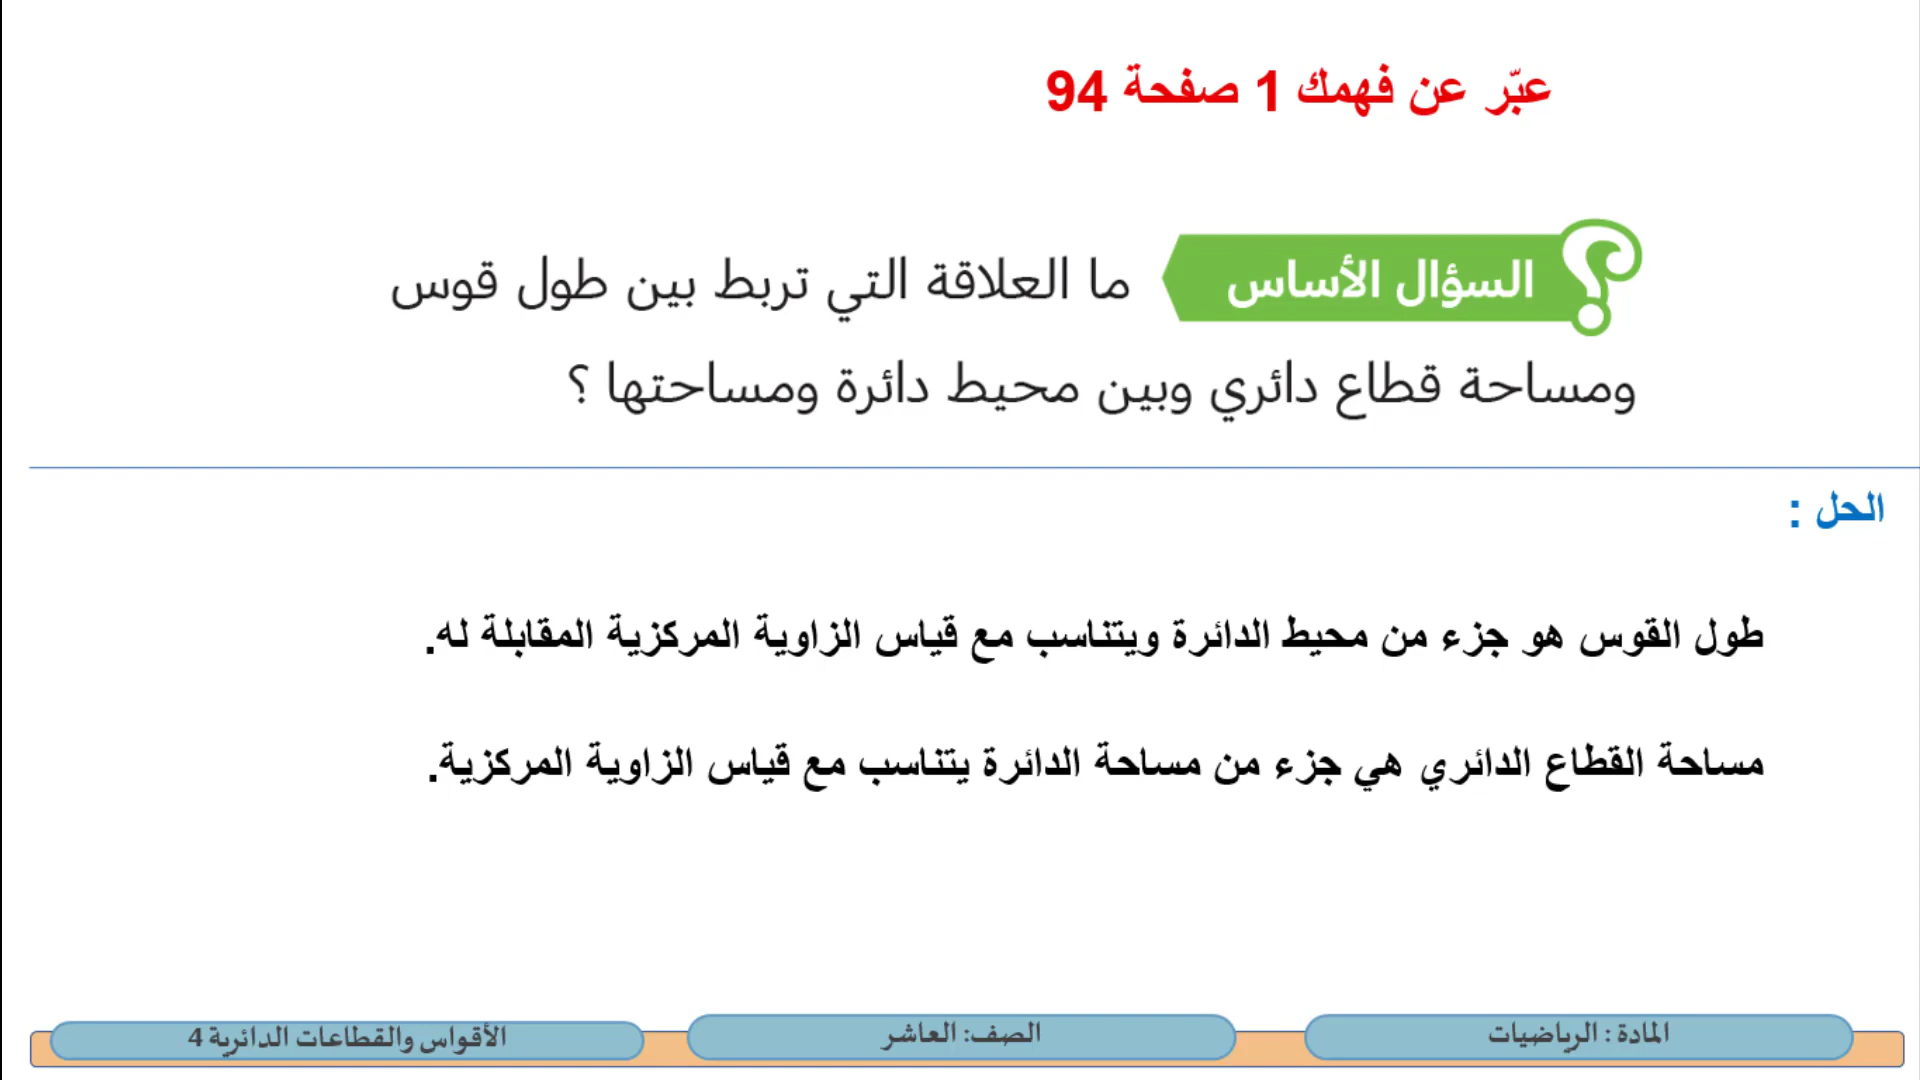 عبّر عن فهمك 1 صفحة 94
السؤال الأساس ما العلاقة التي تربط بين طول قوس
ومساحة قطاع دائري وبين محيط دائرة ومساحتها ؟
الحل :
طول القوس هو جزء من محيط الدائرة ويتناسب مع قياس الزاوية المركزية المقابلة له.
مساحة القطاع الدائري هي جزء من مساحة الدائرة يتناسب مع قياس الزاوية المركزية.
المادة : الرياضيات
الصف: العاشر
الأقواس والقطاعات الدائرية 4